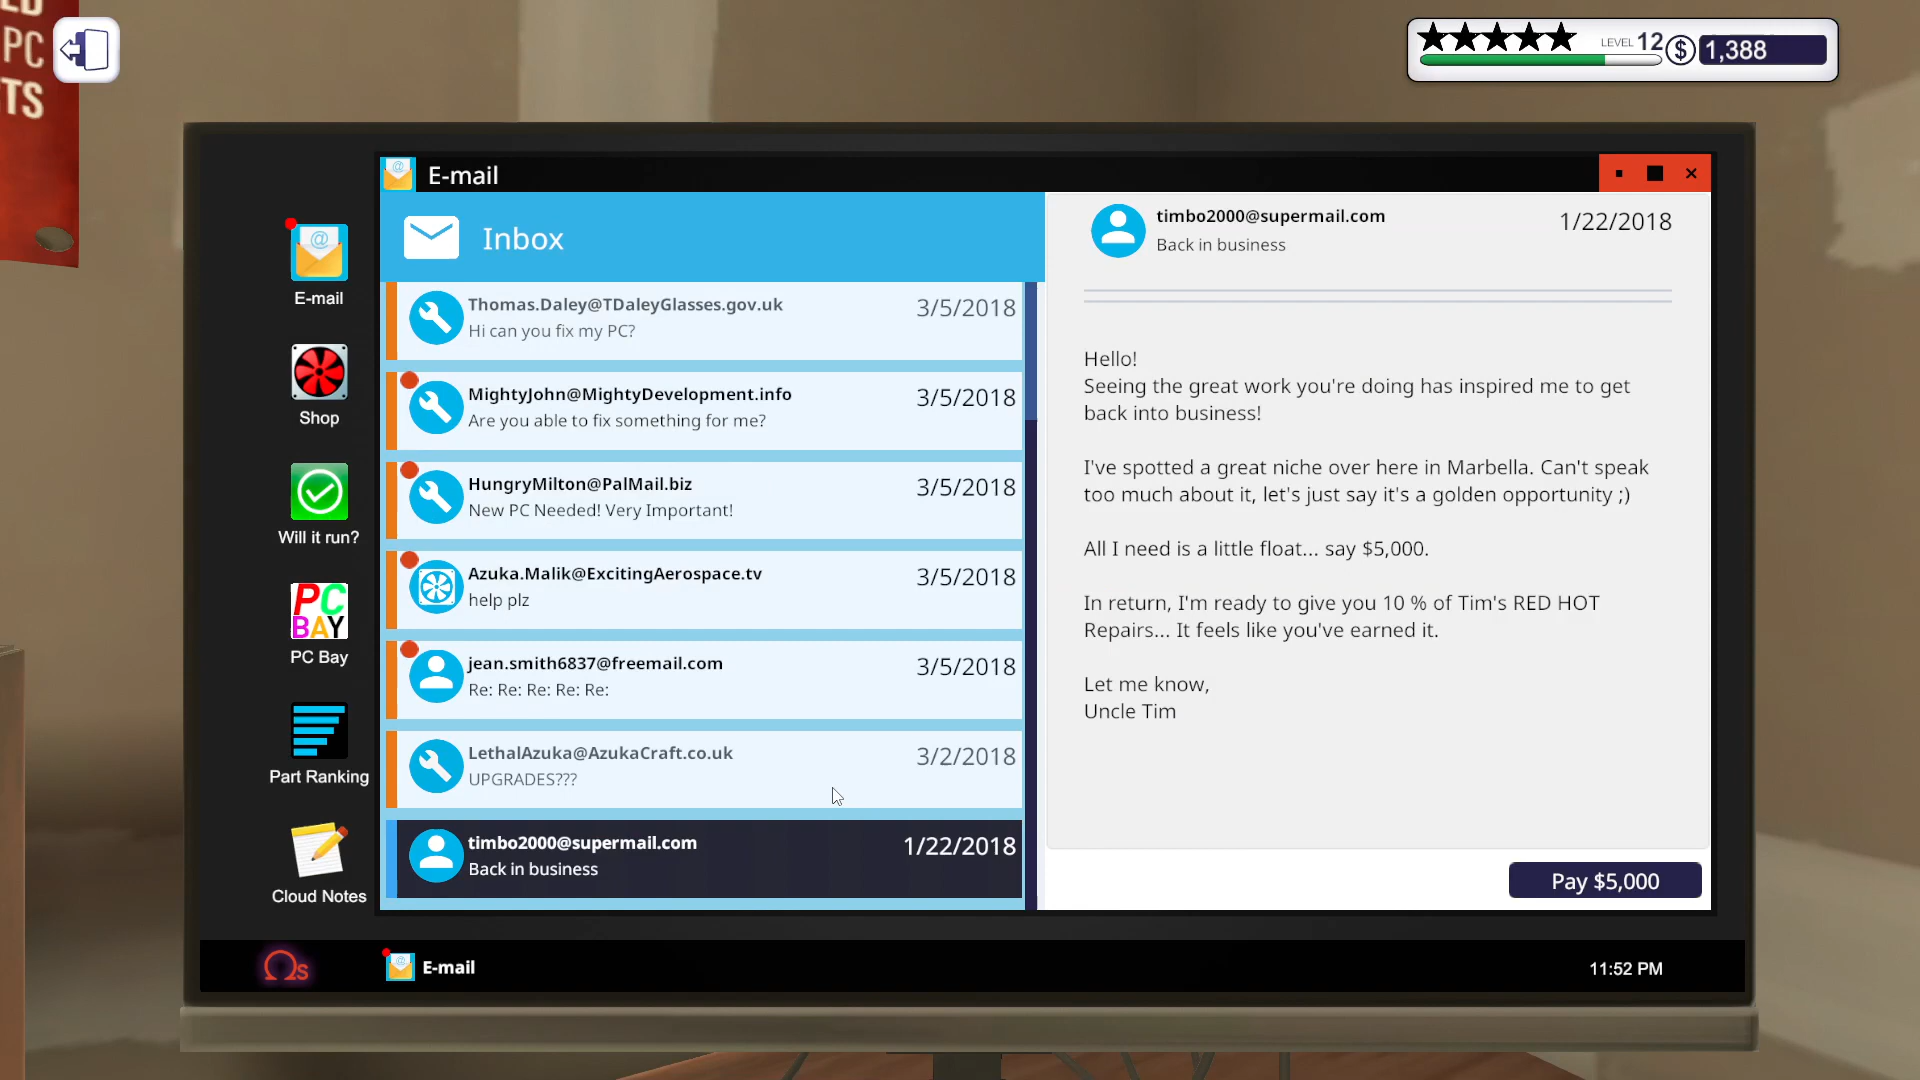 PC
TS
LEVEL 12
$ 1,388
E-mail
Inbox
Thomas.Daley@TDaleyGlasses.gov.uk
3/5/2018
Hi can you fix my PC?
MightyJohn@MightyDevelopment.info
3/5/2018
Are you able to fix something for me?
HungryMilton@PalMail.biz
3/5/2018
New PC Needed! Very Important!
Azuka.Malik@ExcitingAerospace.tv
3/5/2018
help plz
jean.smith6837@freemail.com
3/5/2018
Re: Re: Re: Re: Re:
LethalAzuka@AzukaCraft.co.uk
3/2/2018
UPGRADES???
timbo2000@supermail.com
1/22/2018
Back in business
timbo2000@supermail.com
1/22/2018
Back in business
Hello!
Seeing the great work you're doing has inspired me to get
back into business!
I've spotted a great niche over here in Marbella. Can't speak
too much about it, let's just say it's a golden opportunity ;)
All I need is a little float... say $5,000.
In return, I'm ready to give you 10 % of Tim's RED HOT
Repairs... It feels like you've earned it.
Let me know,
Uncle Tim
Pay $5,000
E-mail
Shop
Will it run?
PC
BAY
PC Bay
Part Ranking
Cloud Notes
Ωs
E-mail
11:52 PM